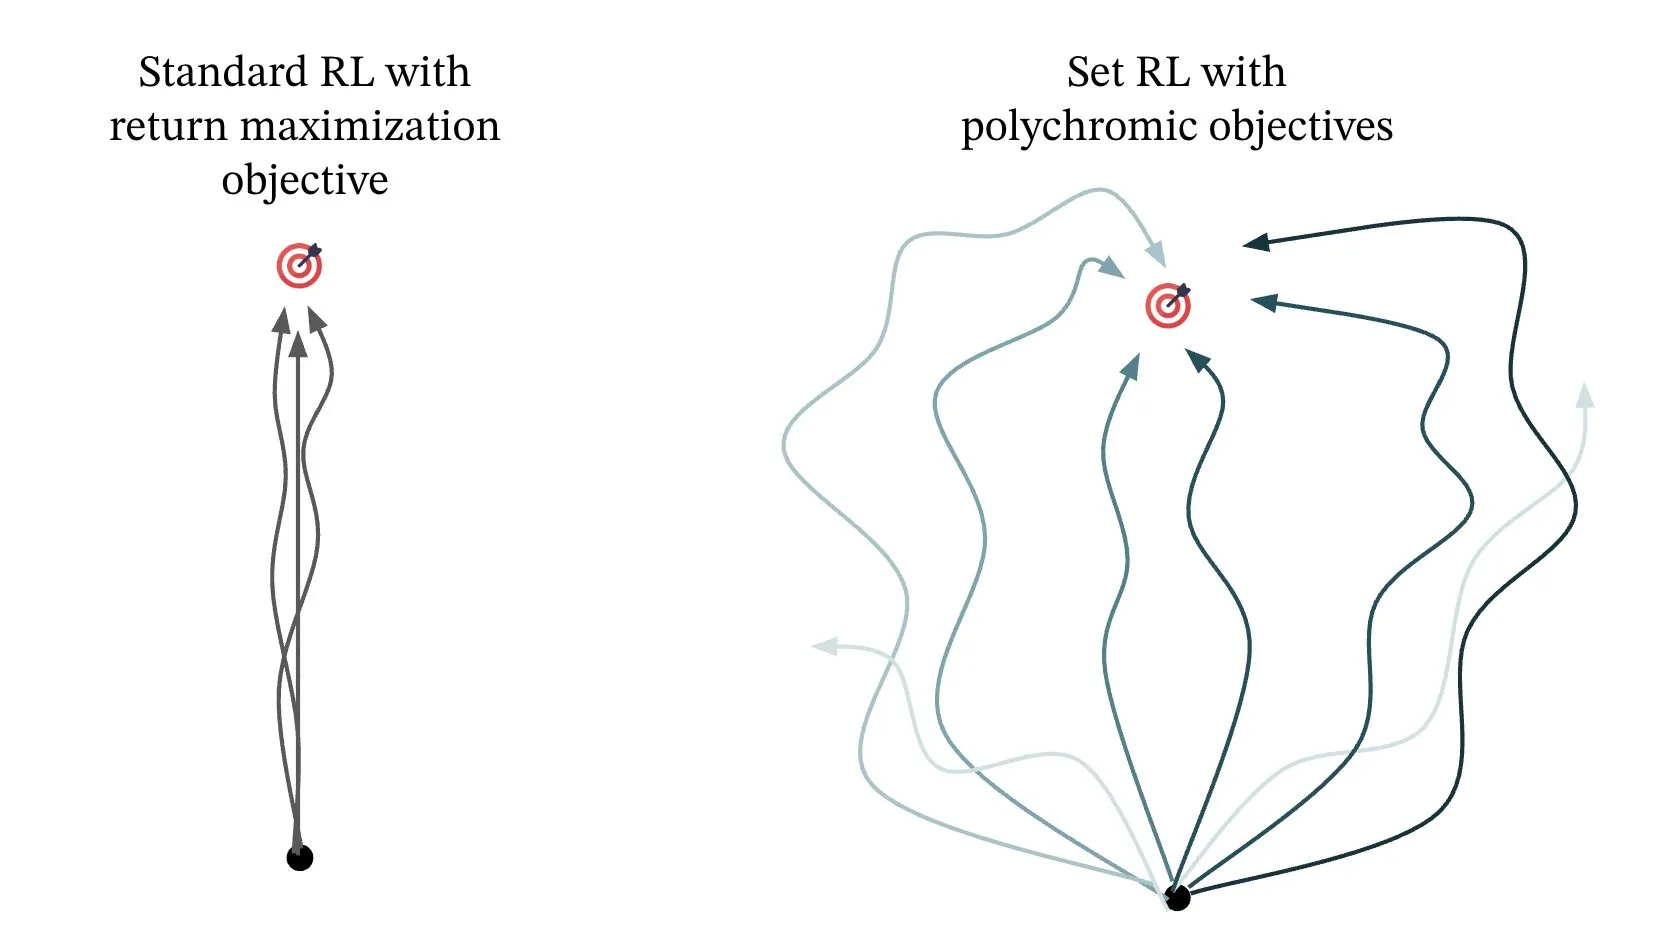 Standard RL with
return maximization
objective
Set RL with
polychromic objectives